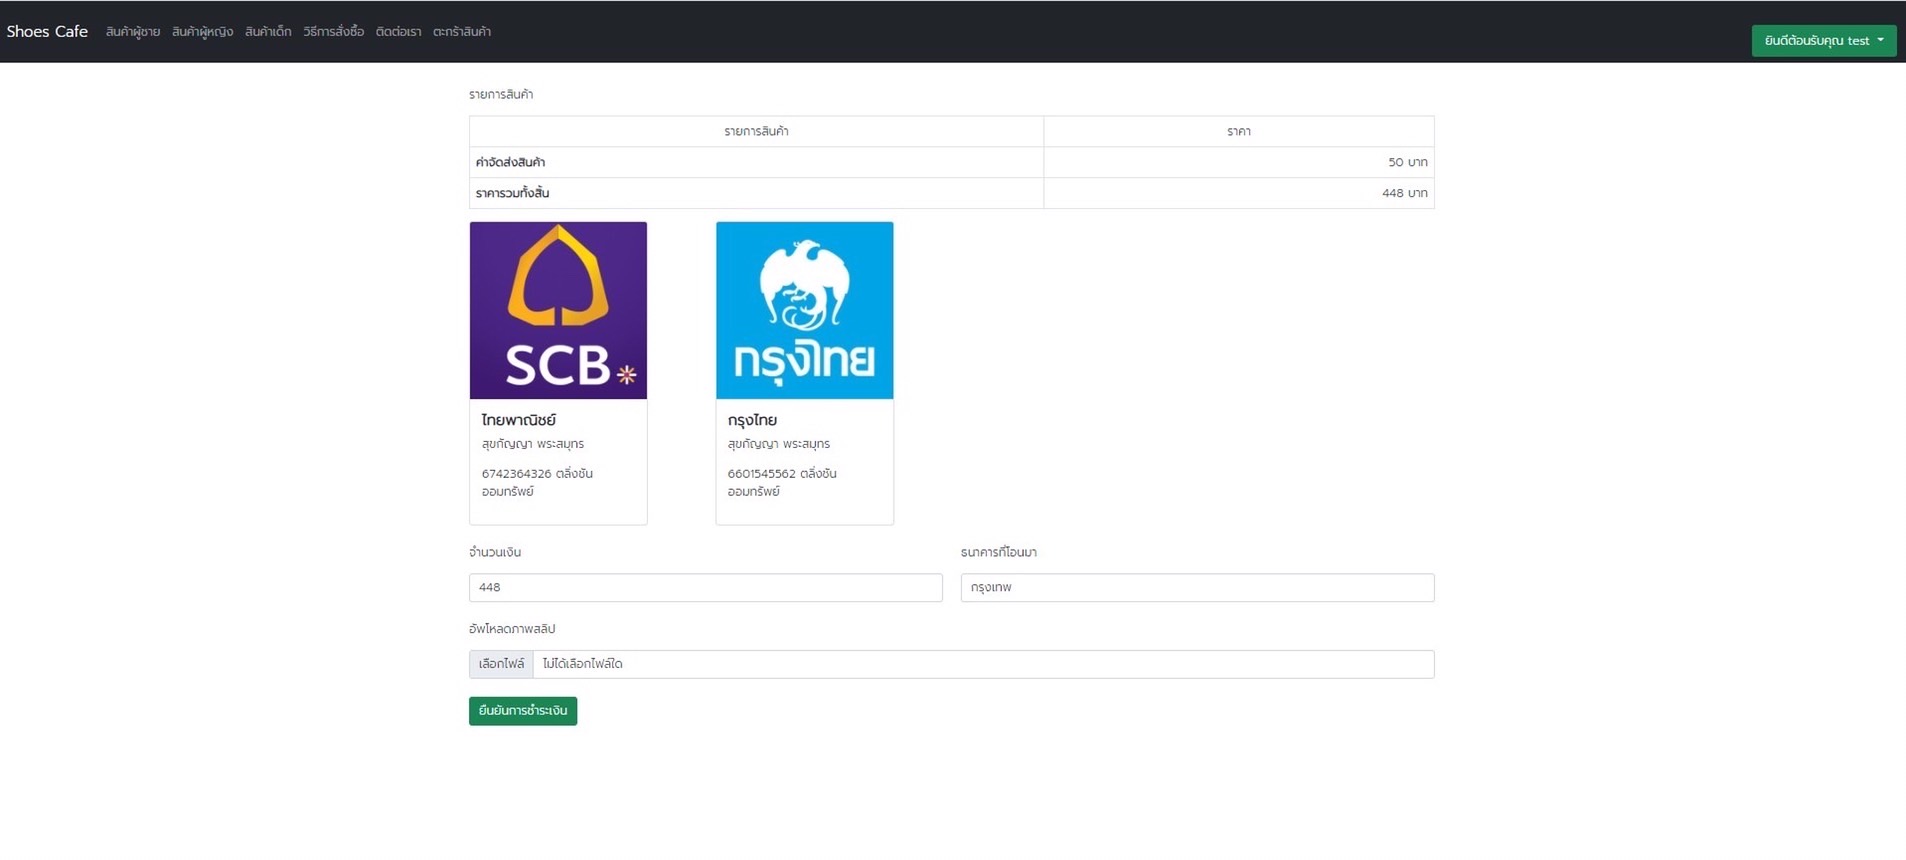 Shoes Cafe สินค้าผู้ชาย สินค้าผู้หญิง สินค้าเด็ก วิธีการสั่งซื้อ ติดต่อเรา ตะกร้าสินค้า
ยินดีต้อนรับคุณ test
รายการสินค้า
รายการสินค้า ราคา
ค่าจัดส่งสินค้า 50 บาท
ราคารวมทั้งสิ้น 448 บาท
SCB
กรุงไทย
ไทยพาณิชย์
สุขกัญญา พระสมุทร
6742364326 ตลิ่งชัน
ออมทรัพย์
กรุงไทย
สุขกัญญา พระสมุทร
6601545562 ตลิ่งชัน
ออมทรัพย์
จำนวนเงิน ธนาคารที่โอนมา
448 กรุงเทพ
อัพโหลดภาพสลิป
เลือกไฟล์ ไม่ได้เลือกไฟล์ใด
ยืนยันการชำระเงิน